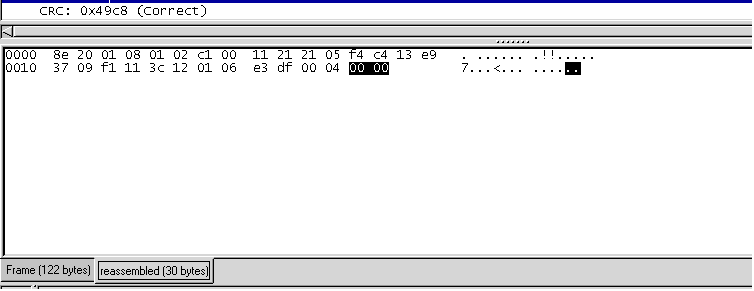 CRC: 0x49c8 (Correct)
0000 8e 20 01 08 01 02 c1 00 11 21 21 05 f4 c4 13 e9 . ...... .!!.....
0010 37 09 f1 11 3c 12 01 06 e3 df 00 04 00 00 7...<... ......
Frame (122 bytes) reassembled (30 bytes)